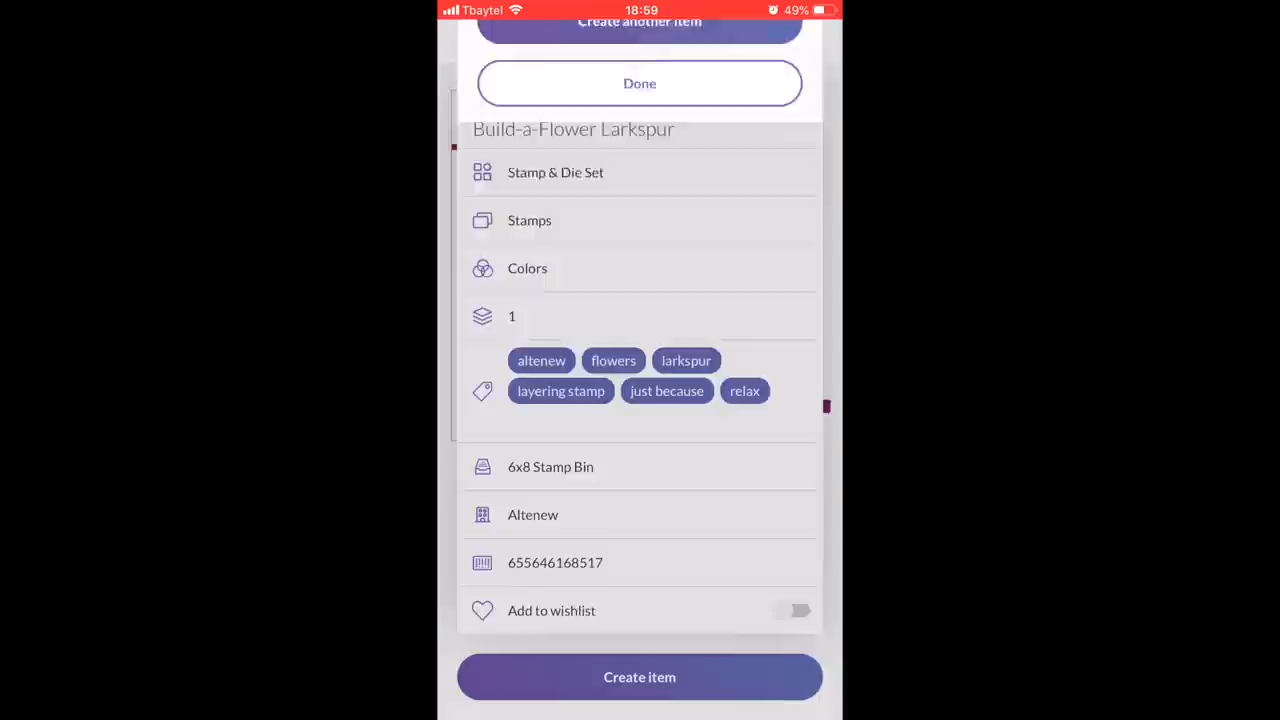 Tbaytel 18:59 49%
Create another item
Done
Build-a-Flower Larkspur
Stamp & Die Set
Stamps
Colors
1
altenew flowers larkspur
layering stamp just because relax
6x8 Stamp Bin
Altenew
655646168517
Add to wishlist
Create item